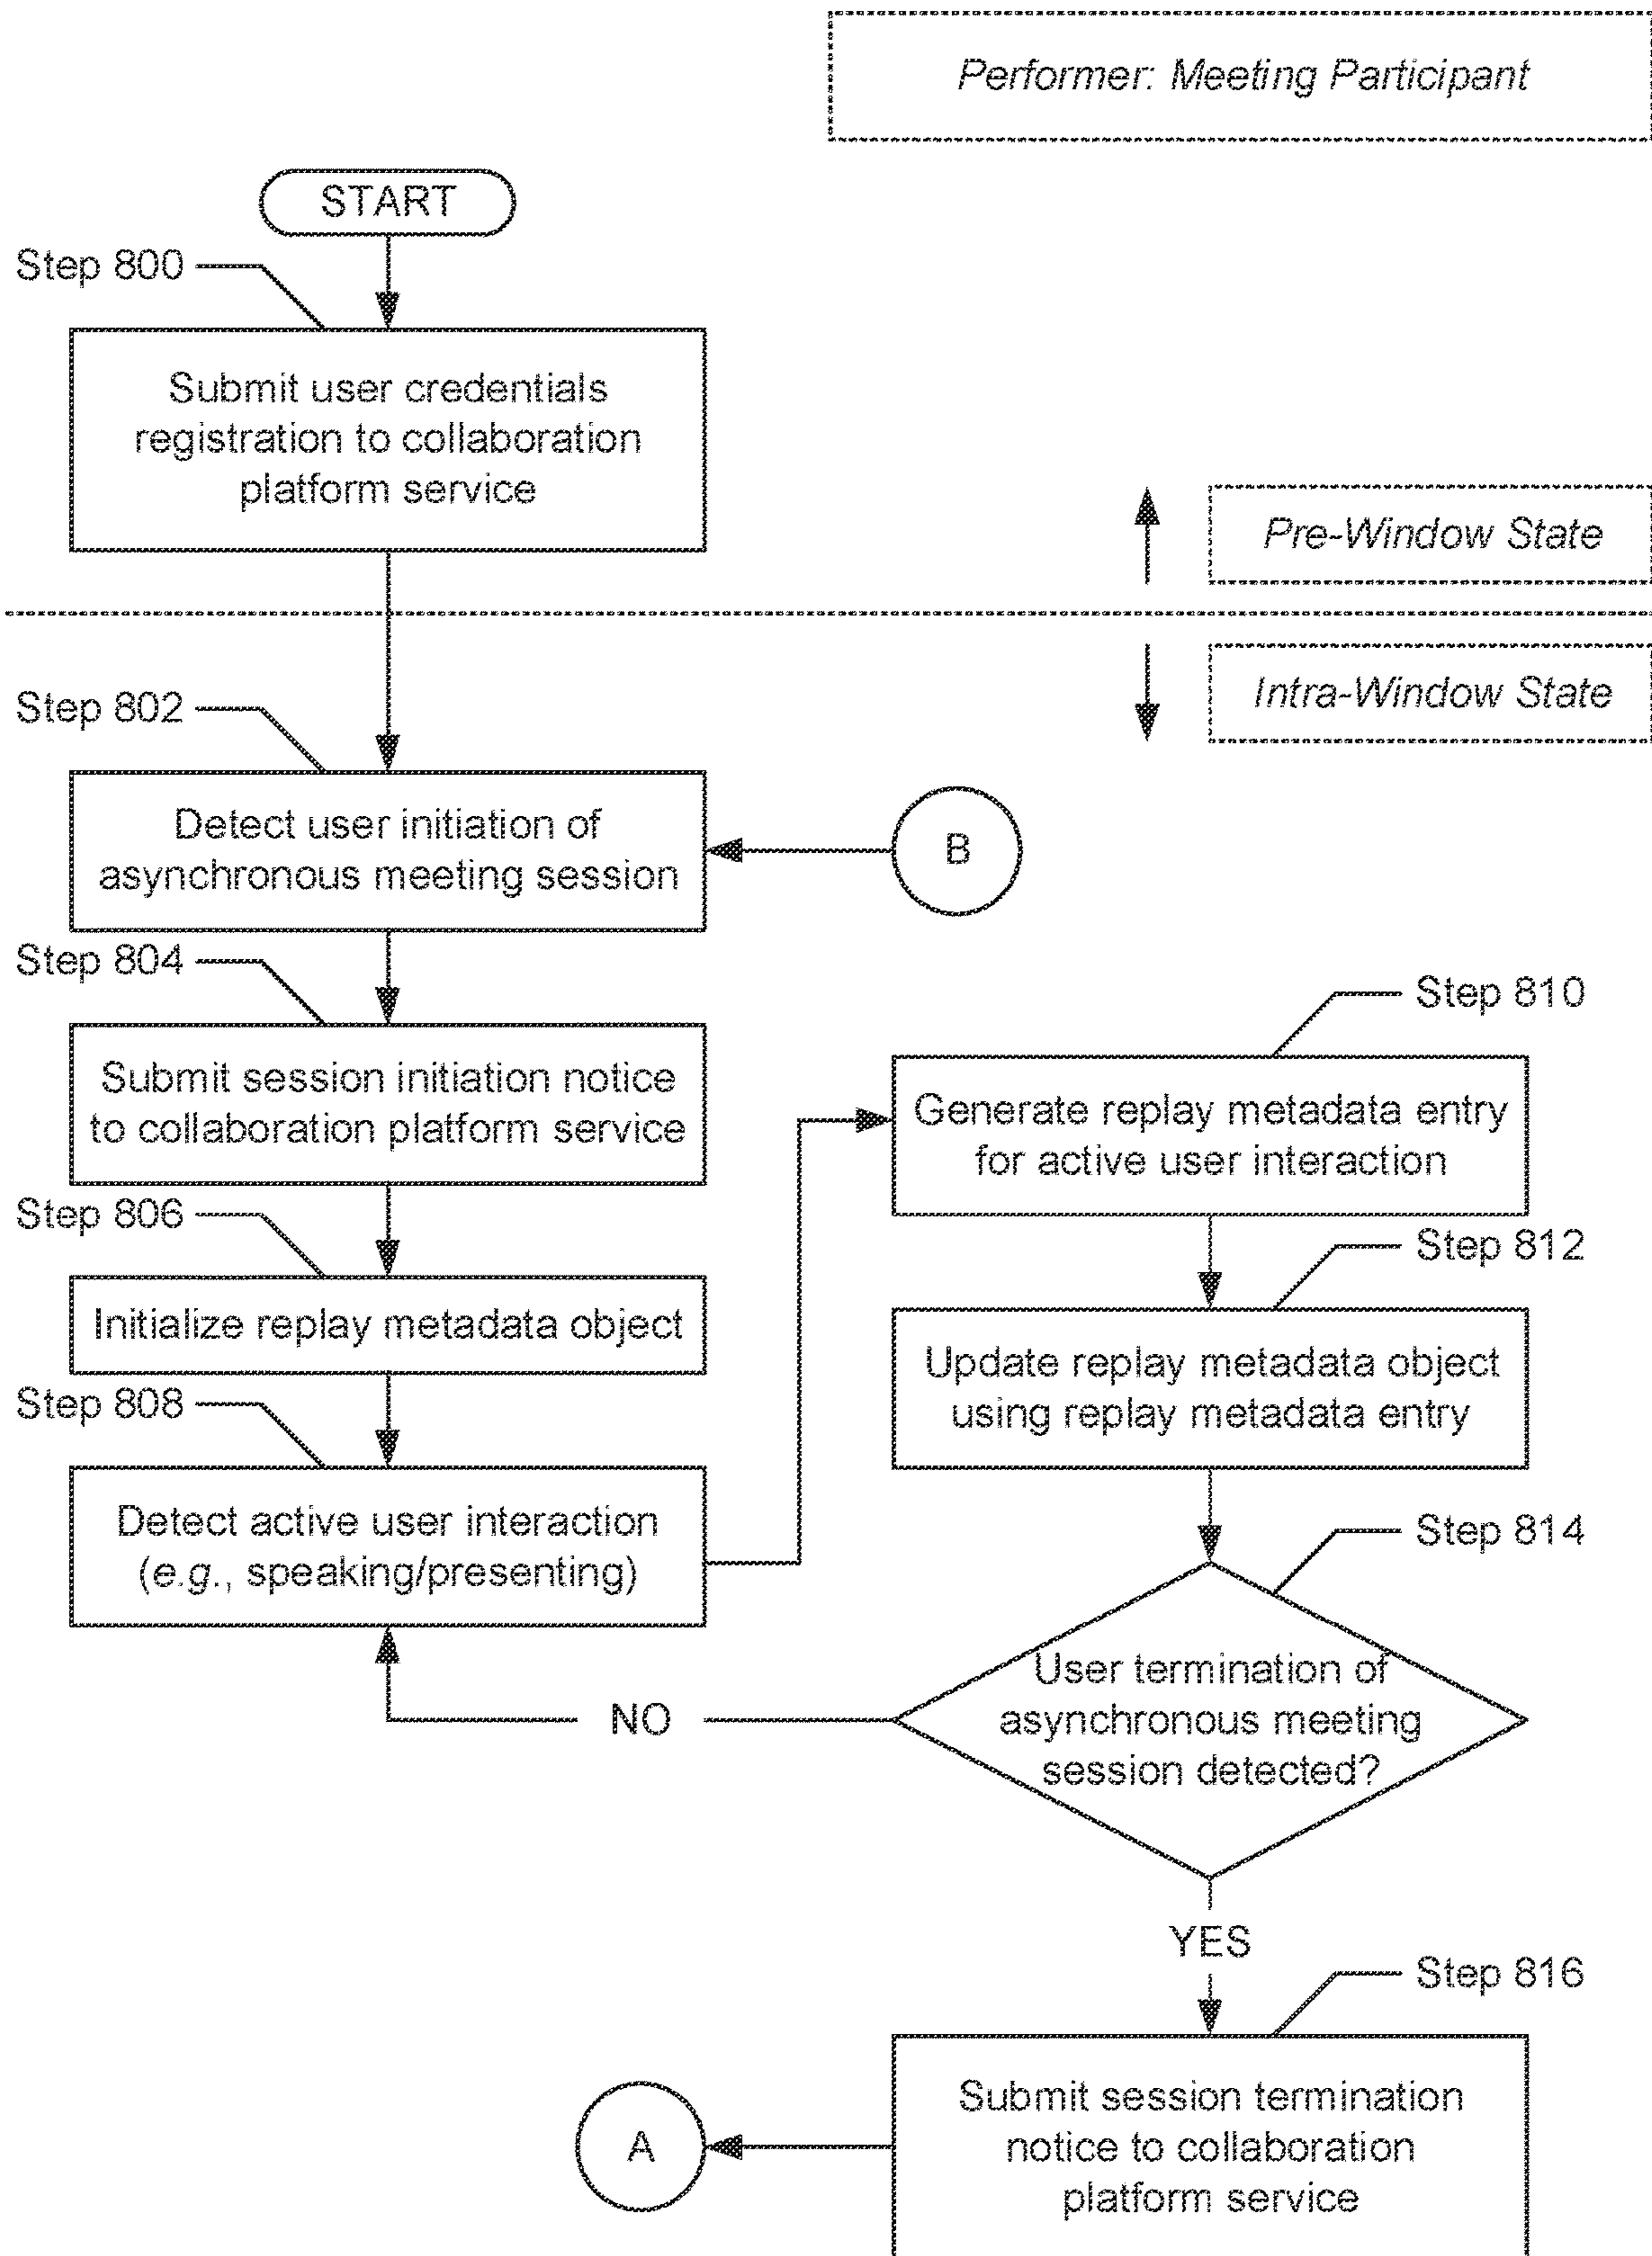 Performer: Meeting Participant
START
Step 800
Submit user credentials
registration to collaboration
platform service
Pre-Window State
Intra-Window State
Step 802
Detect user initiation of
asynchronous meeting session
B
Step 804
Submit session initiation notice
to collaboration platform service
Step 806
Initialize replay metadata object
Step 808
Detect active user interaction
(e.g., speaking/presenting)
Step 810
Generate replay metadata entry
for active user interaction
Step 812
Update replay metadata object
using replay metadata entry
Step 814
User termination of
asynchronous meeting
session detected?
NO
YES
Step 816
Submit session termination
notice to collaboration
platform service
A